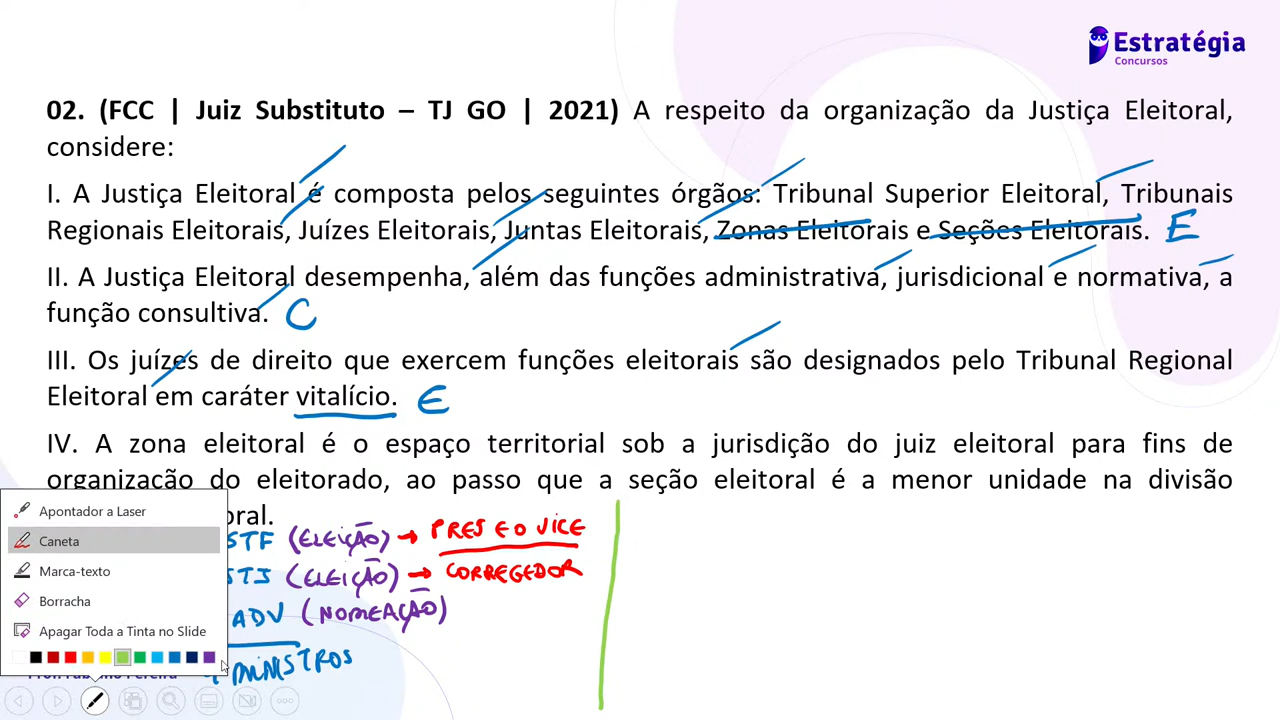 Estratégia
Concursos
02. (FCC | Juiz Substituto – TJ GO | 2021) A respeito da organização da Justiça Eleitoral,
considere:
I. A Justiça Eleitoral é composta pelos seguintes órgãos: Tribunal Superior Eleitoral, Tribunais
Regionais Eleitorais, Juízes Eleitorais, Juntas Eleitorais, Zonas Eleitorais e Seções Eleitorais. E
II. A Justiça Eleitoral desempenha, além das funções administrativa, jurisdicional e normativa, a
função consultiva. C
III. Os juízes de direito que exercem funções eleitorais são designados pelo Tribunal Regional
Eleitoral em caráter vitalício. E
IV. A zona eleitoral é o espaço territorial sob a jurisdição do juiz eleitoral para fins de
organização do eleitorado, ao passo que a seção eleitoral é a menor unidade na divisão
oral.
STF (ELEIÇÃO) → PRES E O VICE
STJ (ELEIÇÃO) → CORREGEDOR
ADV (NOMEAÇÃO)
MINISTROS
Apontador a Laser
Caneta
Marca-texto
Borracha
Apagar Toda a Tinta no Slide